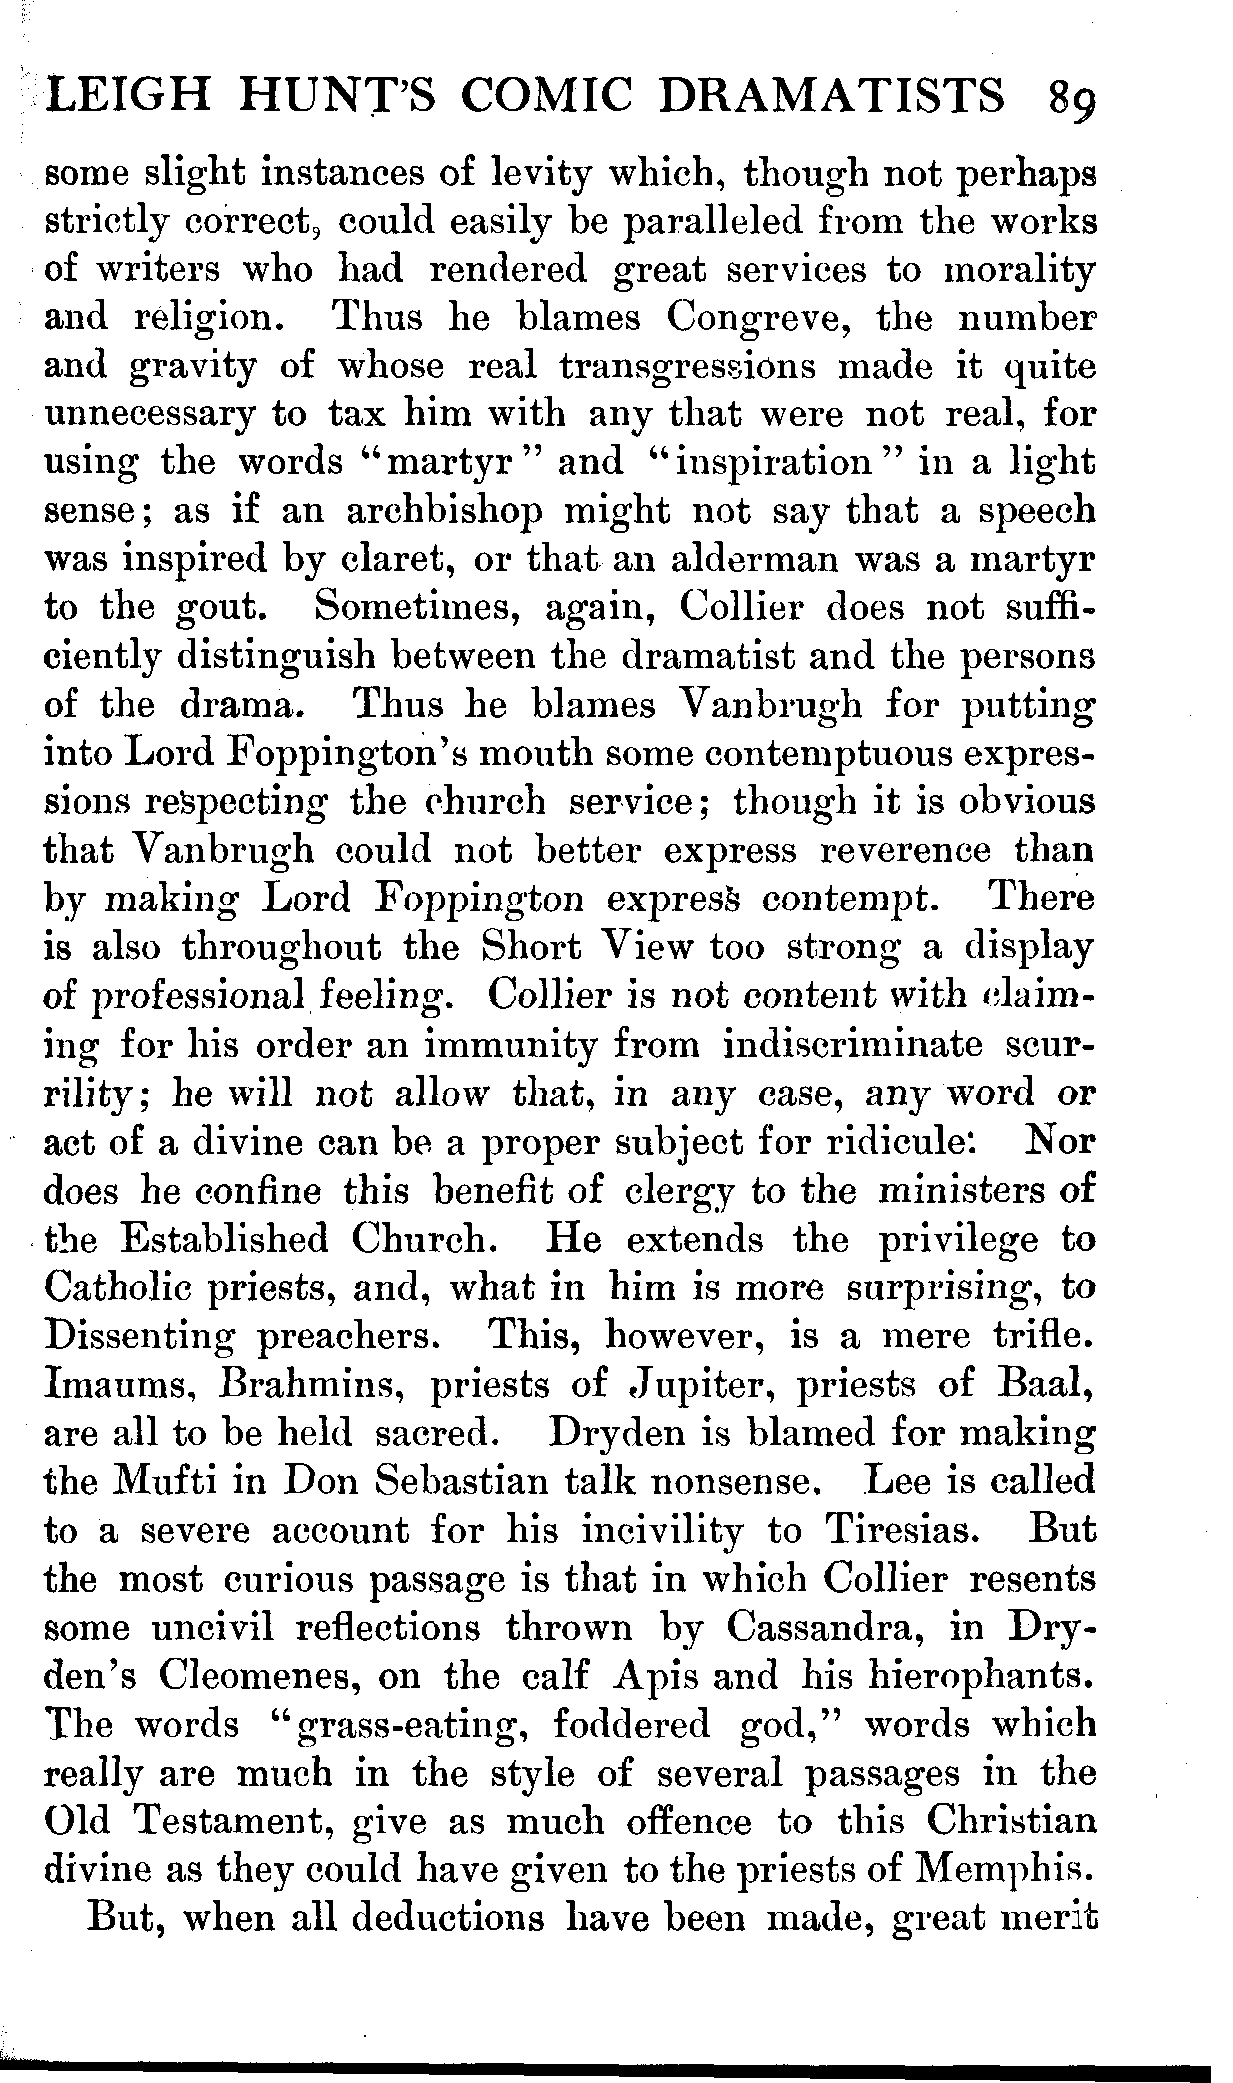 LEIGH HUNT'S COMIC DRAMATISTS 89
some slight instances of levity which, though not perhaps
strictly correct, could easily be paralleled from the works
of writers who had rendered great services to morality
and religion. Thus he blames Congreve, the number
and gravity of whose real transgressions made it quite
unnecessary to tax him with any that were not real, for
using the words "martyr" and "inspiration" in a light
sense; as if an archbishop might not say that a speech
was inspired by claret, or that an alderman was a martyr
to the gout. Sometimes, again, Collier does not suffi-
ciently distinguish between the dramatist and the persons
of the drama. Thus he blames Vanbrugh for putting
into Lord Foppington's mouth some contemptuous expres-
sions respecting the church service; though it is obvious
that Vanbrugh could not better express reverence than
by making Lord Foppington express contempt. There
is also throughout the Short View too strong a display
of professional feeling. Collier is not content with claim-
ing for his order an immunity from indiscriminate scur-
rility; he will not allow that, in any case, any word or
act of a divine can be a proper subject for ridicule. Nor
does he confine this benefit of clergy to the ministers of
the Established Church. He extends the privilege to
Catholic priests, and, what in him is more surprising, to
Dissenting preachers. This, however, is a mere trifle.
Imaums, Brahmins, priests of Jupiter, priests of Baal,
are all to be held sacred. Dryden is blamed for making
the Mufti in Don Sebastian talk nonsense. Lee is called
to a severe account for his incivility to Tiresias. But
the most curious passage is that in which Collier resents
some uncivil reflections thrown by Cassandra, in Dry-
den's Cleomenes, on the calf Apis and his hierophants.
The words "grass-eating, foddered god," words which
really are much in the style of several passages in the
Old Testament, give as much offence to this Christian
divine as they could have given to the priests of Memphis.
But, when all deductions have been made, great merit